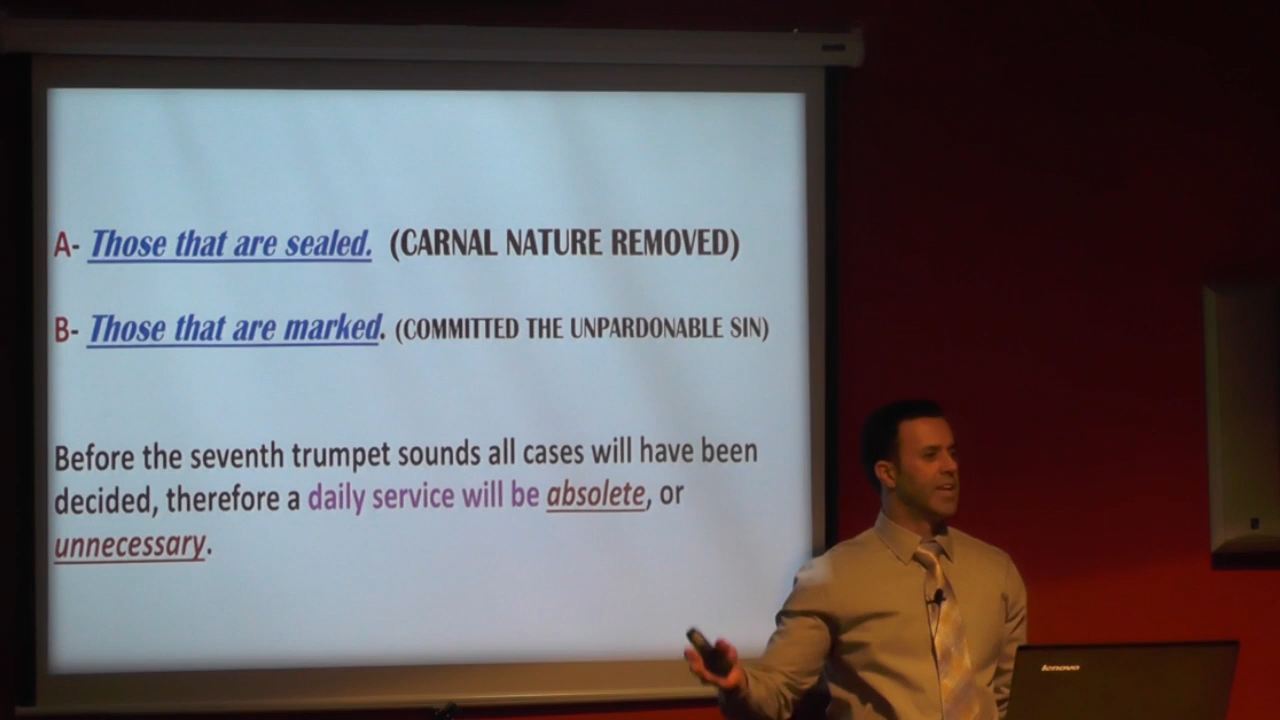 A- Those that are sealed. (CARNAL NATURE REMOVED)
B- Those that are marked. (COMMITTED THE UNPARDONABLE SIN)
Before the seventh trumpet sounds all cases will have been
decided, therefore a daily service will be absolete, or
unnecessary.
lenovo